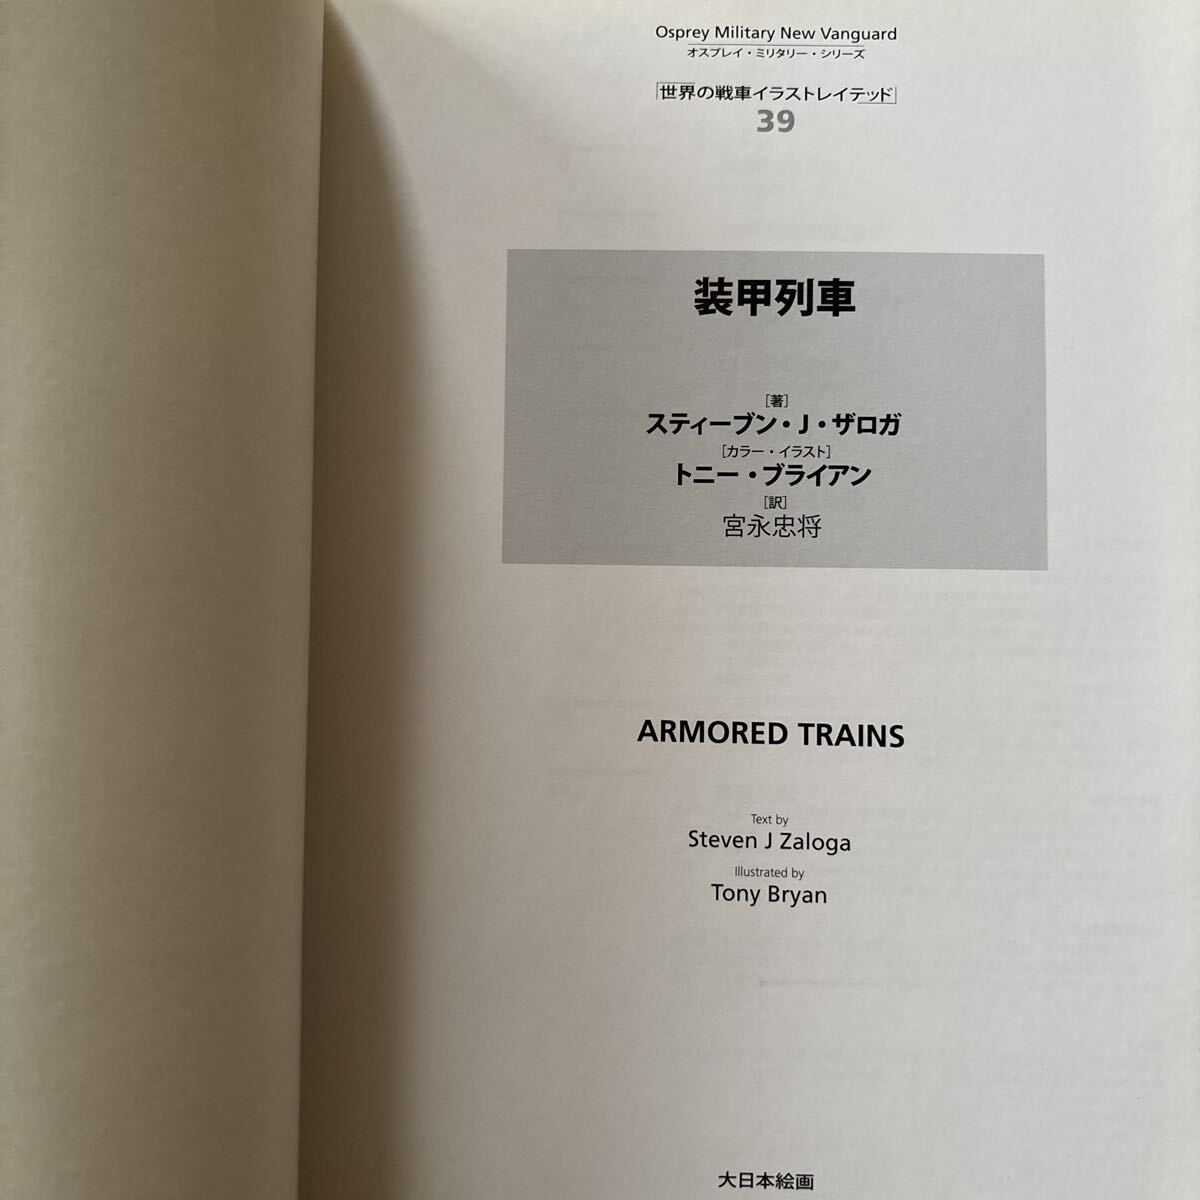 Osprey Military New Vanguard
オスプレイ・ミリタリー・シリーズ
「世界の戦車イラストレイテッド」
39
装甲列車
[著]
スティーブン・J・ザロガ
[カラー・イラスト]
トニー・ブライアン
[訳]
宮永忠将
ARMORED TRAINS
Text by
Steven J Zaloga
Illustrated by
Tony Bryan
大日本絵画